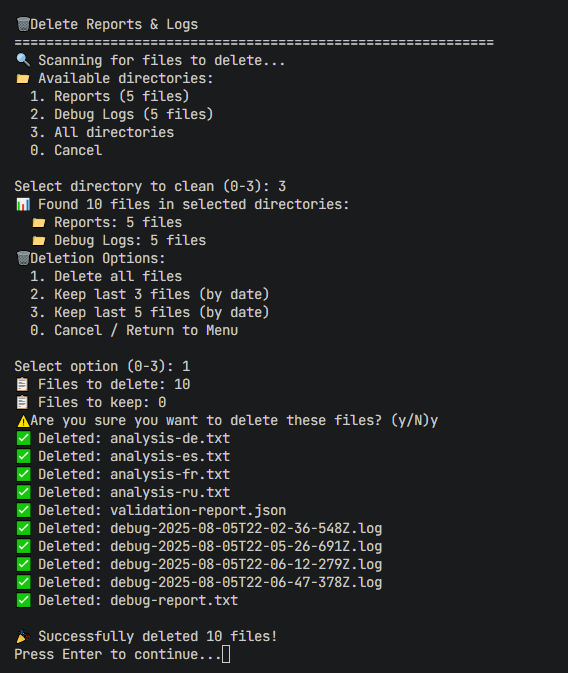 🗑️Delete Reports & Logs
============================================================
🔍 Scanning for files to delete...
📁 Available directories:
1. Reports (5 files)
2. Debug Logs (5 files)
3. All directories
0. Cancel
Select directory to clean (0-3): 3
📊 Found 10 files in selected directories:
📁 Reports: 5 files
📁 Debug Logs: 5 files
🗑️Deletion Options:
1. Delete all files
2. Keep last 3 files (by date)
3. Keep last 5 files (by date)
0. Cancel / Return to Menu
Select option (0-3): 1
📋 Files to delete: 10
📋 Files to keep: 0
⚠️Are you sure you want to delete these files? (y/N)y
✅ Deleted: analysis-de.txt
✅ Deleted: analysis-es.txt
✅ Deleted: analysis-fr.txt
✅ Deleted: analysis-ru.txt
✅ Deleted: validation-report.json
✅ Deleted: debug-2025-08-05T22-02-36-548Z.log
✅ Deleted: debug-2025-08-05T22-05-26-691Z.log
✅ Deleted: debug-2025-08-05T22-06-12-279Z.log
✅ Deleted: debug-2025-08-05T22-06-47-378Z.log
✅ Deleted: debug-report.txt
🎉 Successfully deleted 10 files!
Press Enter to continue...